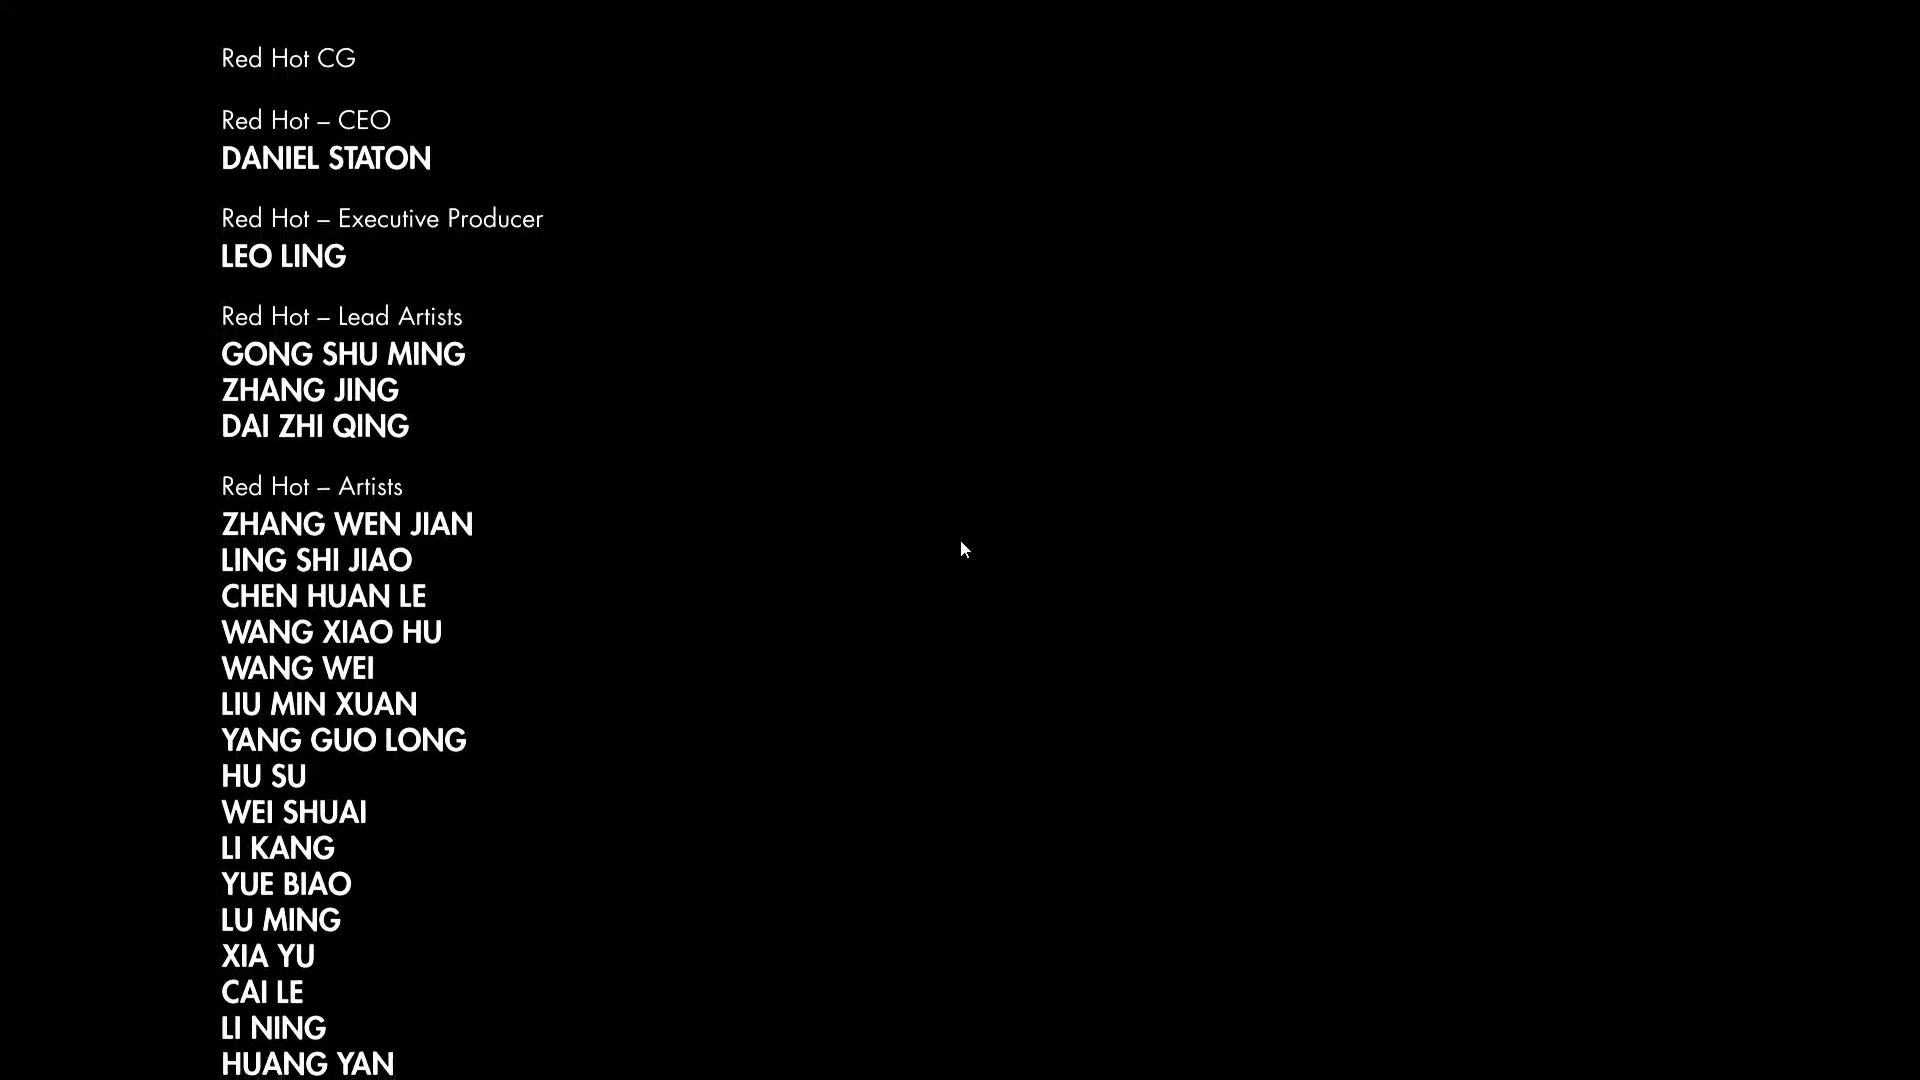 Red Hot CG
Red Hot – CEO
DANIEL STATON
Red Hot – Executive Producer
LEO LING
Red Hot – Lead Artists
GONG SHU MING
ZHANG JING
DAI ZHI QING
Red Hot – Artists
ZHANG WEN JIAN
LING SHI JIAO
CHEN HUAN LE
WANG XIAO HU
WANG WEI
LIU MIN XUAN
YANG GUO LONG
HU SU
WEI SHUAI
LI KANG
YUE BIAO
LU MING
XIA YU
CAI LE
LI NING
HUANG YAN